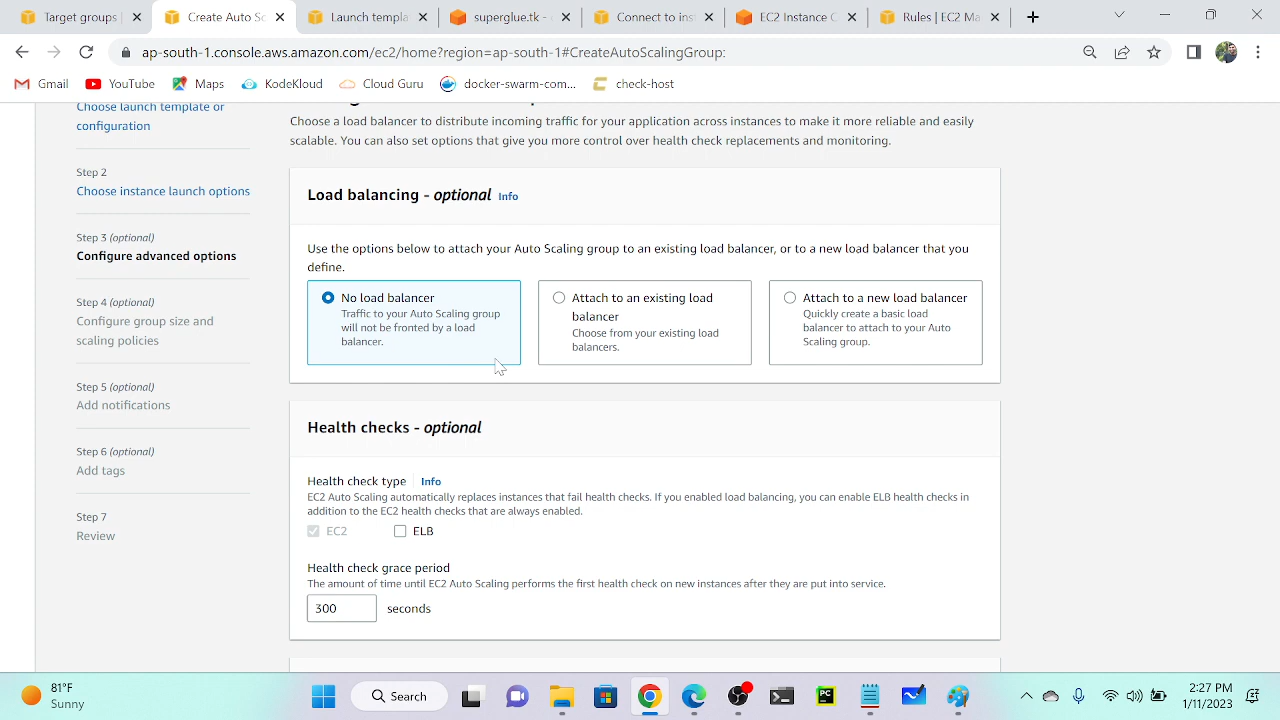 Target groups |
Create Auto Sc
Launch templa
superglue.tk - c
Connect to ins
EC2 Instance C
Rules | EC2 Ma
ap-south-1.console.aws.amazon.com/ec2/home?region=ap-south-1#CreateAutoScalingGroup:
Gmail
YouTube
Maps
KodeKloud
Cloud Guru
docker-swarm-com...
check-host
Choose launch template or
configuration
Step 2
Choose instance launch options
Step 3 (optional)
Configure advanced options
Step 4 (optional)
Configure group size and
scaling policies
Step 5 (optional)
Add notifications
Step 6 (optional)
Add tags
Step 7
Review
Choose a load balancer to distribute incoming traffic for your application across instances to make it more reliable and easily
scalable. You can also set options that give you more control over health check replacements and monitoring.
Load balancing - optional Info
Use the options below to attach your Auto Scaling group to an existing load balancer, or to a new load balancer that you
define.
No load balancer
Traffic to your Auto Scaling group
will not be fronted by a load
balancer.
Attach to an existing load
balancer
Choose from your existing load
balancers.
Attach to a new load balancer
Quickly create a basic load
balancer to attach to your Auto
Scaling group.
Health checks - optional
Health check type Info
EC2 Auto Scaling automatically replaces instances that fail health checks. If you enabled load balancing, you can enable ELB health checks in
addition to the EC2 health checks that are always enabled.
EC2
ELB
Health check grace period
The amount of time until EC2 Auto Scaling performs the first health check on new instances after they are put into service.
300 seconds
81°F
Sunny
Search
PC
2:27 PM
1/11/2023